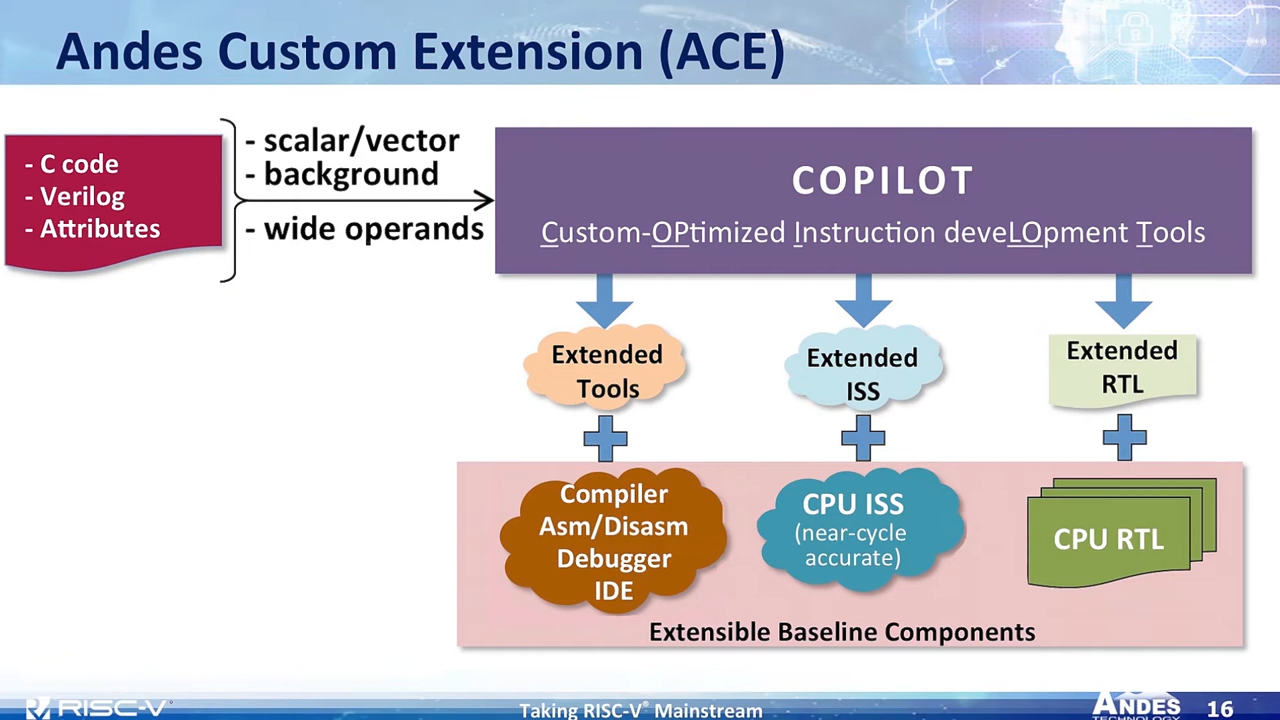 Andes Custom Extension (ACE)
- C code
- Verilog
- Attributes
- scalar/vector
- background
- wide operands
COPILOT
Custom-OPtimized Instruction deveLOpment Tools
Extended
Tools
Extended
ISS
Extended
RTL
Compiler
Asm/Disasm
Debugger
IDE
CPU ISS
(near-cycle
accurate)
CPU RTL
Extensible Baseline Components
RISC-V®
Taking RISC-V® Mainstream
ANDES
TECHNOLOGY
16